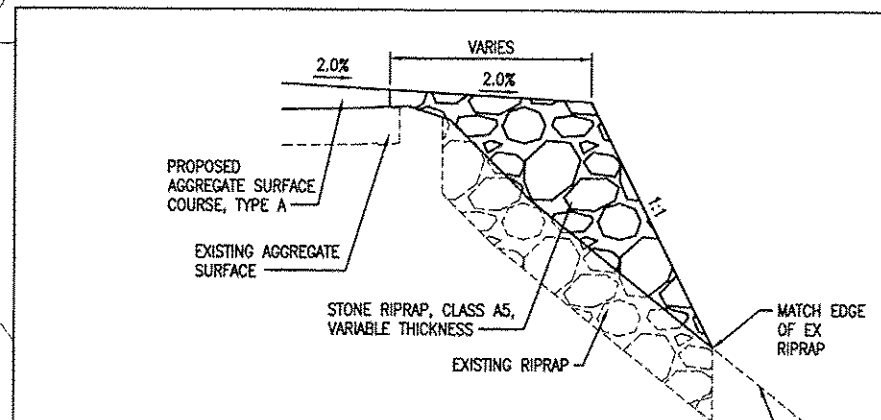 VARIES
2.0%
2.0%
PROPOSED
AGGREGATE SURFACE
COURSE, TYPE A
1:1
EXISTING AGGREGATE
SURFACE
STONE RIPRAP, CLASS A5,
VARIABLE THICKNESS
MATCH EDGE
OF EX
RIPRAP
EXISTING RIPRAP